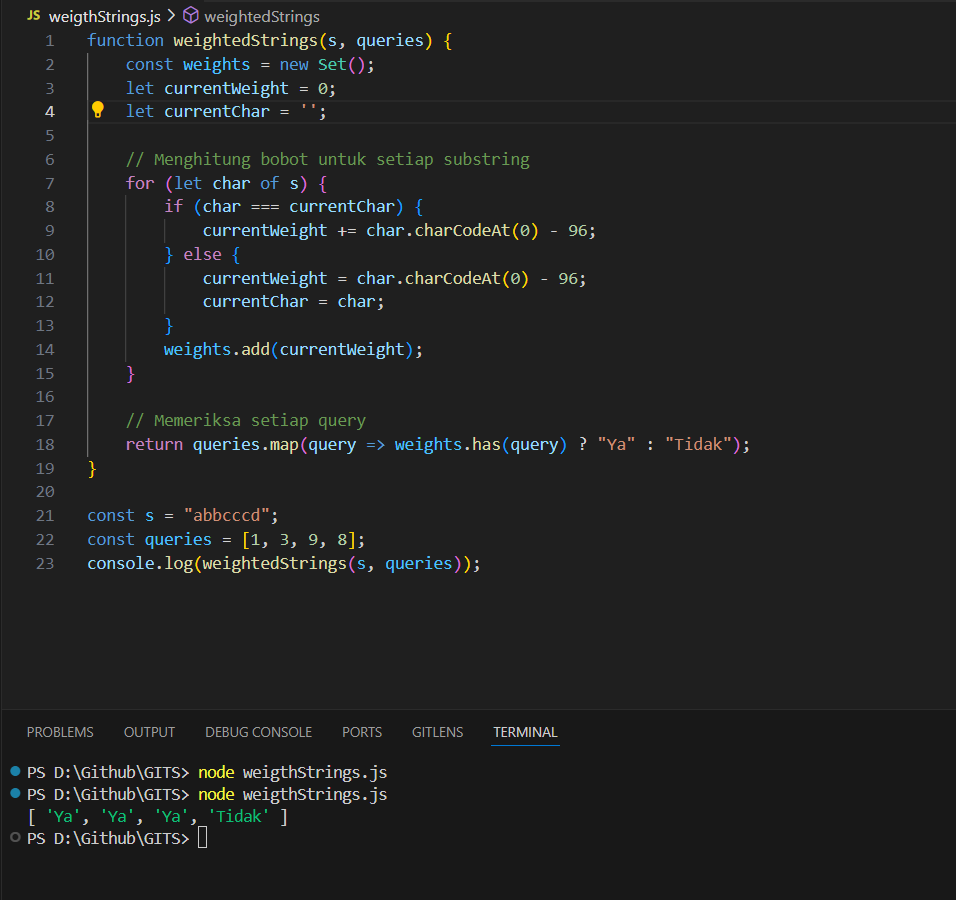 JS weigthStrings.js > weightedStrings
1 function weightedStrings(s, queries) {
2     const weights = new Set();
3     let currentWeight = 0;
4     let currentChar = '';
5
6     // Menghitung bobot untuk setiap substring
7     for (let char of s) {
8         if (char === currentChar) {
9             currentWeight += char.charCodeAt(0) - 96;
10         } else {
11             currentWeight = char.charCodeAt(0) - 96;
12             currentChar = char;
13         }
14         weights.add(currentWeight);
15     }
16
17     // Memeriksa setiap query
18     return queries.map(query => weights.has(query) ? "Ya" : "Tidak");
19 }
20
21 const s = "abbcccd";
22 const queries = [1, 3, 9, 8];
23 console.log(weightedStrings(s, queries));
PROBLEMS OUTPUT DEBUG CONSOLE PORTS GITLENS TERMINAL
PS D:\Github\GITS> node weigthStrings.js
PS D:\Github\GITS> node weigthStrings.js
[ 'Ya', 'Ya', 'Ya', 'Tidak' ]
PS D:\Github\GITS>